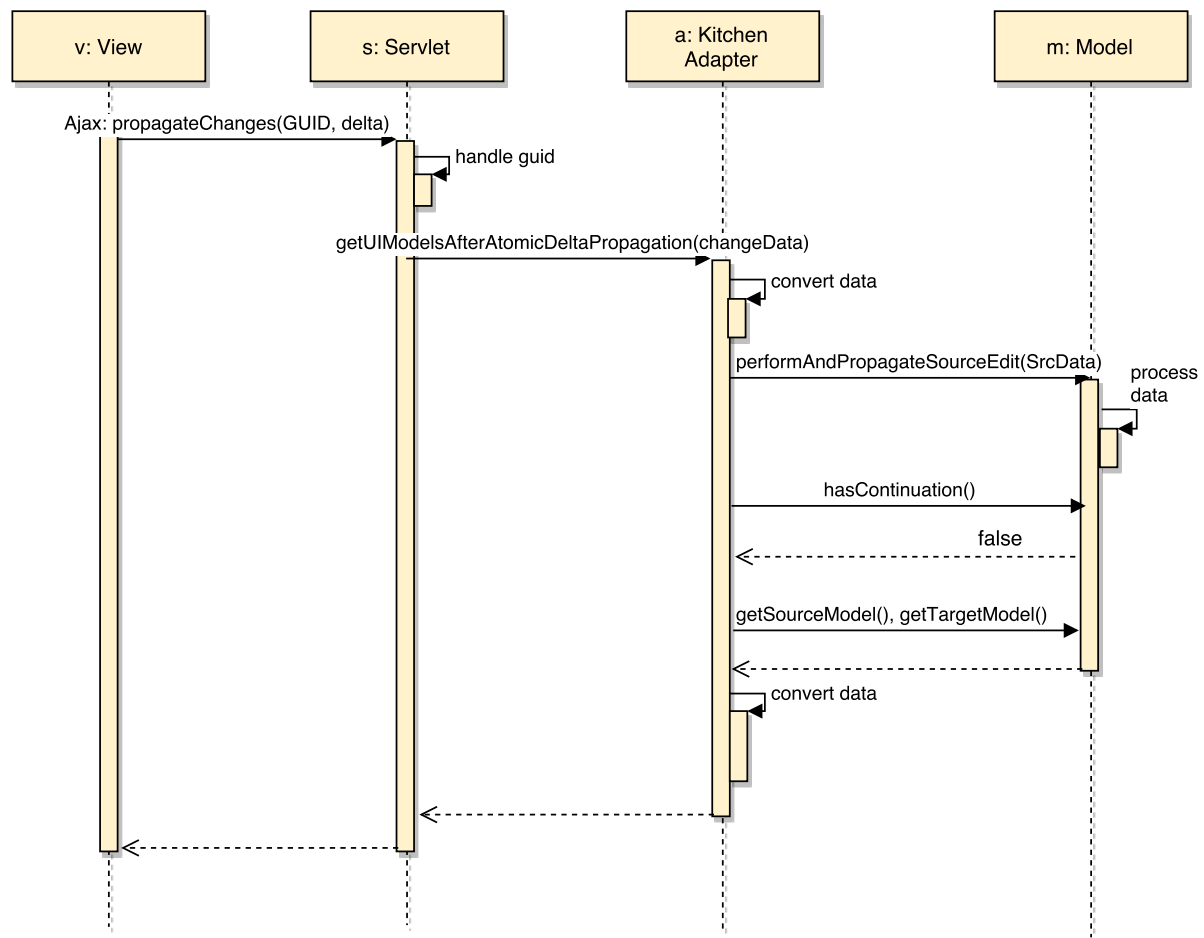 v: View
s: Servlet
a: Kitchen
Adapter
m: Model
Ajax: propagateChanges(GUID, delta)
handle guid
getUIModelsAfterAtomicDeltaPropagation(changeData)
convert data
performAndPropagateSourceEdit(SrcData)
process
data
hasContinuation()
false
getSourceModel(), getTargetModel()
convert data